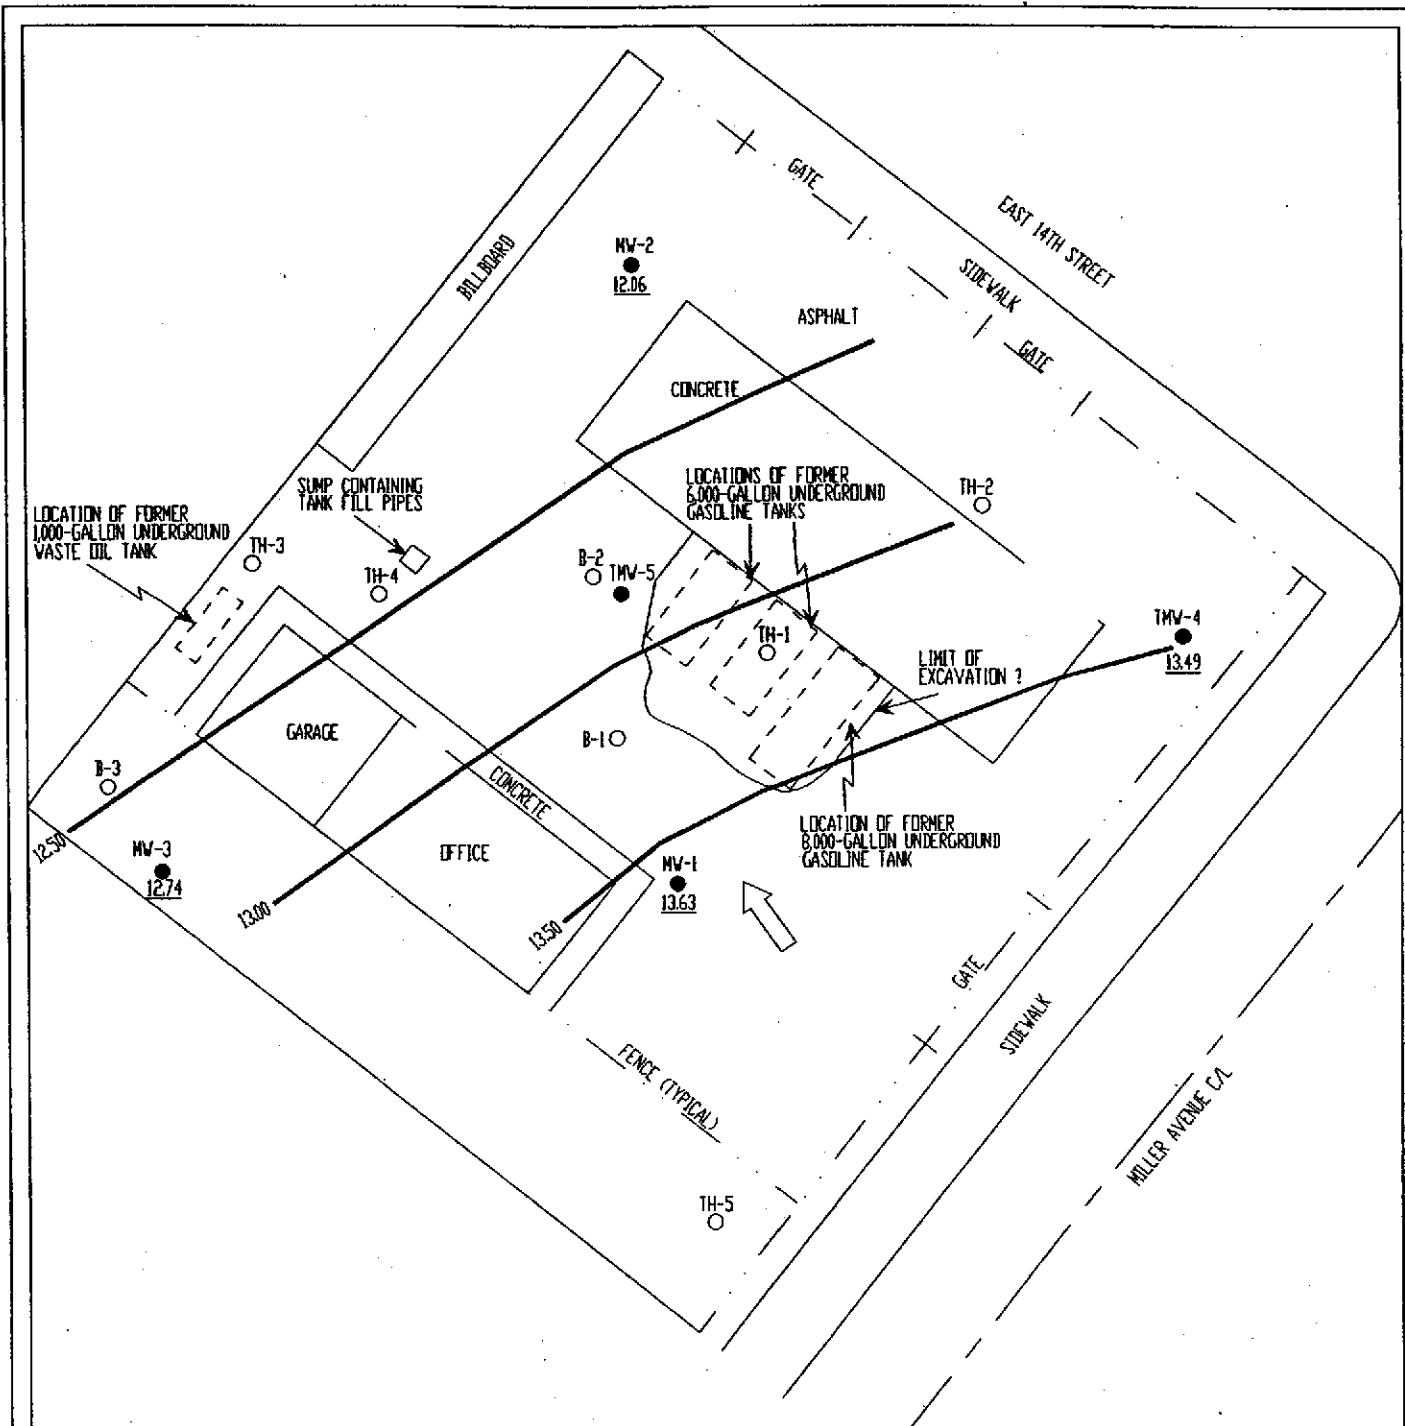 GATE
EAST 14TH STREET
SIDEWALK
GATE
BILLBOARD
MW-2
12.06
ASPHALT
CONCRETE
LOCATIONS OF FORMER
6,000-GALLON UNDERGROUND
GASOLINE TANKS
TH-2
SUMP CONTAINING
TANK FILL PIPES
LOCATION OF FORMER
1,000-GALLON UNDERGROUND
WASTE OIL TANK
TH-3
TH-4
B-2
TMW-5
TH-1
TMW-4
13.49
LIMIT OF
EXCAVATION ?
GARAGE
B-1
B-3
CONCRETE
LOCATION OF FORMER
8,000-GALLON UNDERGROUND
GASOLINE TANK
12.50
MW-3
12.74
OFFICE
MW-1
13.63
13.00
13.50
GATE
SIDEWALK
FENCE (TYPICAL)
MILLER AVENUE C/L
TH-5